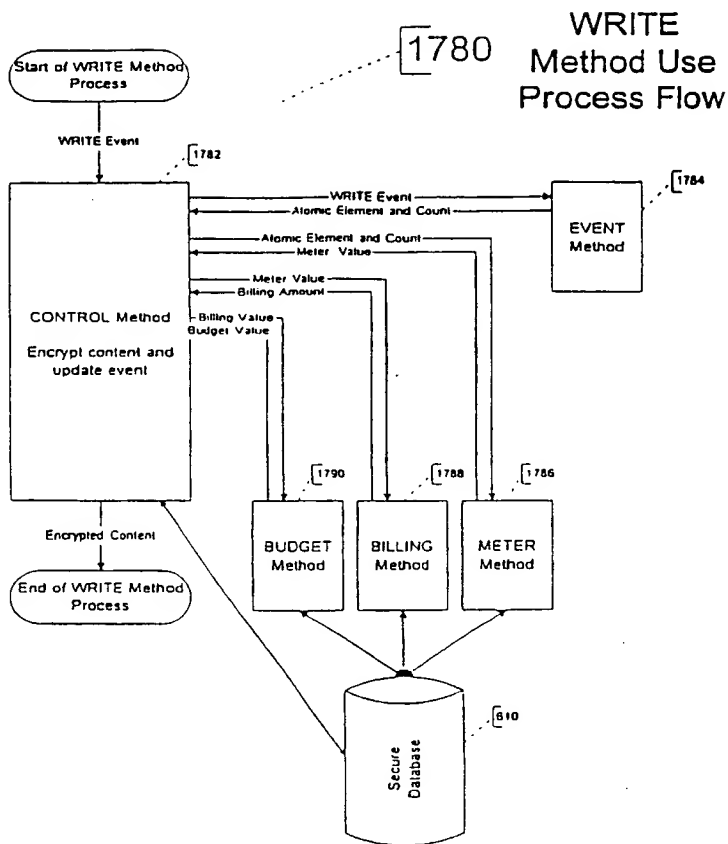 1780
WRITE
Method Use
Process Flow
Start of WRITE Method
Process
WRITE Event
1782
WRITE Event
Atomic Element and Count
1784
EVENT
Method
Atomic Element and Count
Meter Value
Meter Value
Billing Amount
Billing Value
Budget Value
CONTROL Method
Encrypt content and
update event
1790
1788
1786
BUDGET
Method
BILLING
Method
METER
Method
Encrypted Content
End of WRITE Method
Process
610
Secure
Database